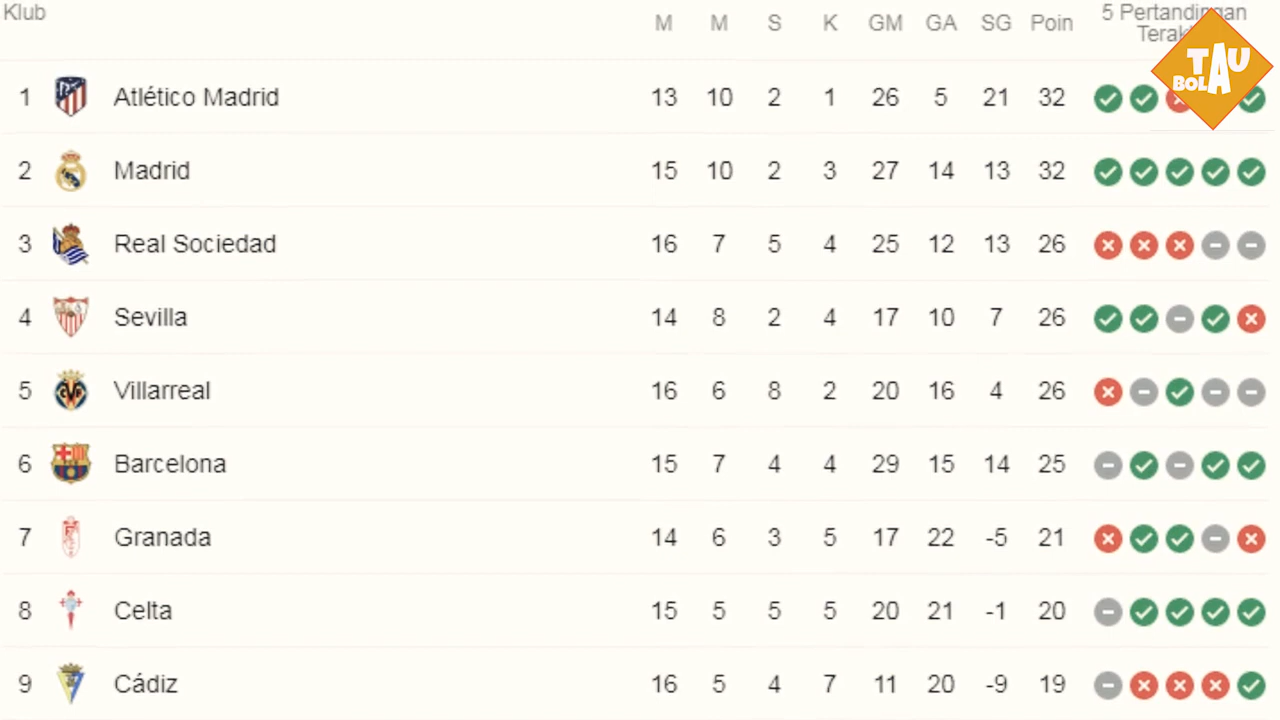 Klub M M S K GM GA SG Poin 5 Pertandingan
TAU
BOLA
1 Atlético Madrid 13 10 2 1 26 5 21 32
2 Madrid 15 10 2 3 27 14 13 32
3 Real Sociedad 16 7 5 4 25 12 13 26
4 Sevilla 14 8 2 4 17 10 7 26
5 Villarreal 16 6 8 2 20 16 4 26
6 Barcelona 15 7 4 4 29 15 14 25
7 Granada 14 6 3 5 17 22 -5 21
8 Celta 15 5 5 5 20 21 -1 20
9 Cádiz 16 5 4 7 11 20 -9 19